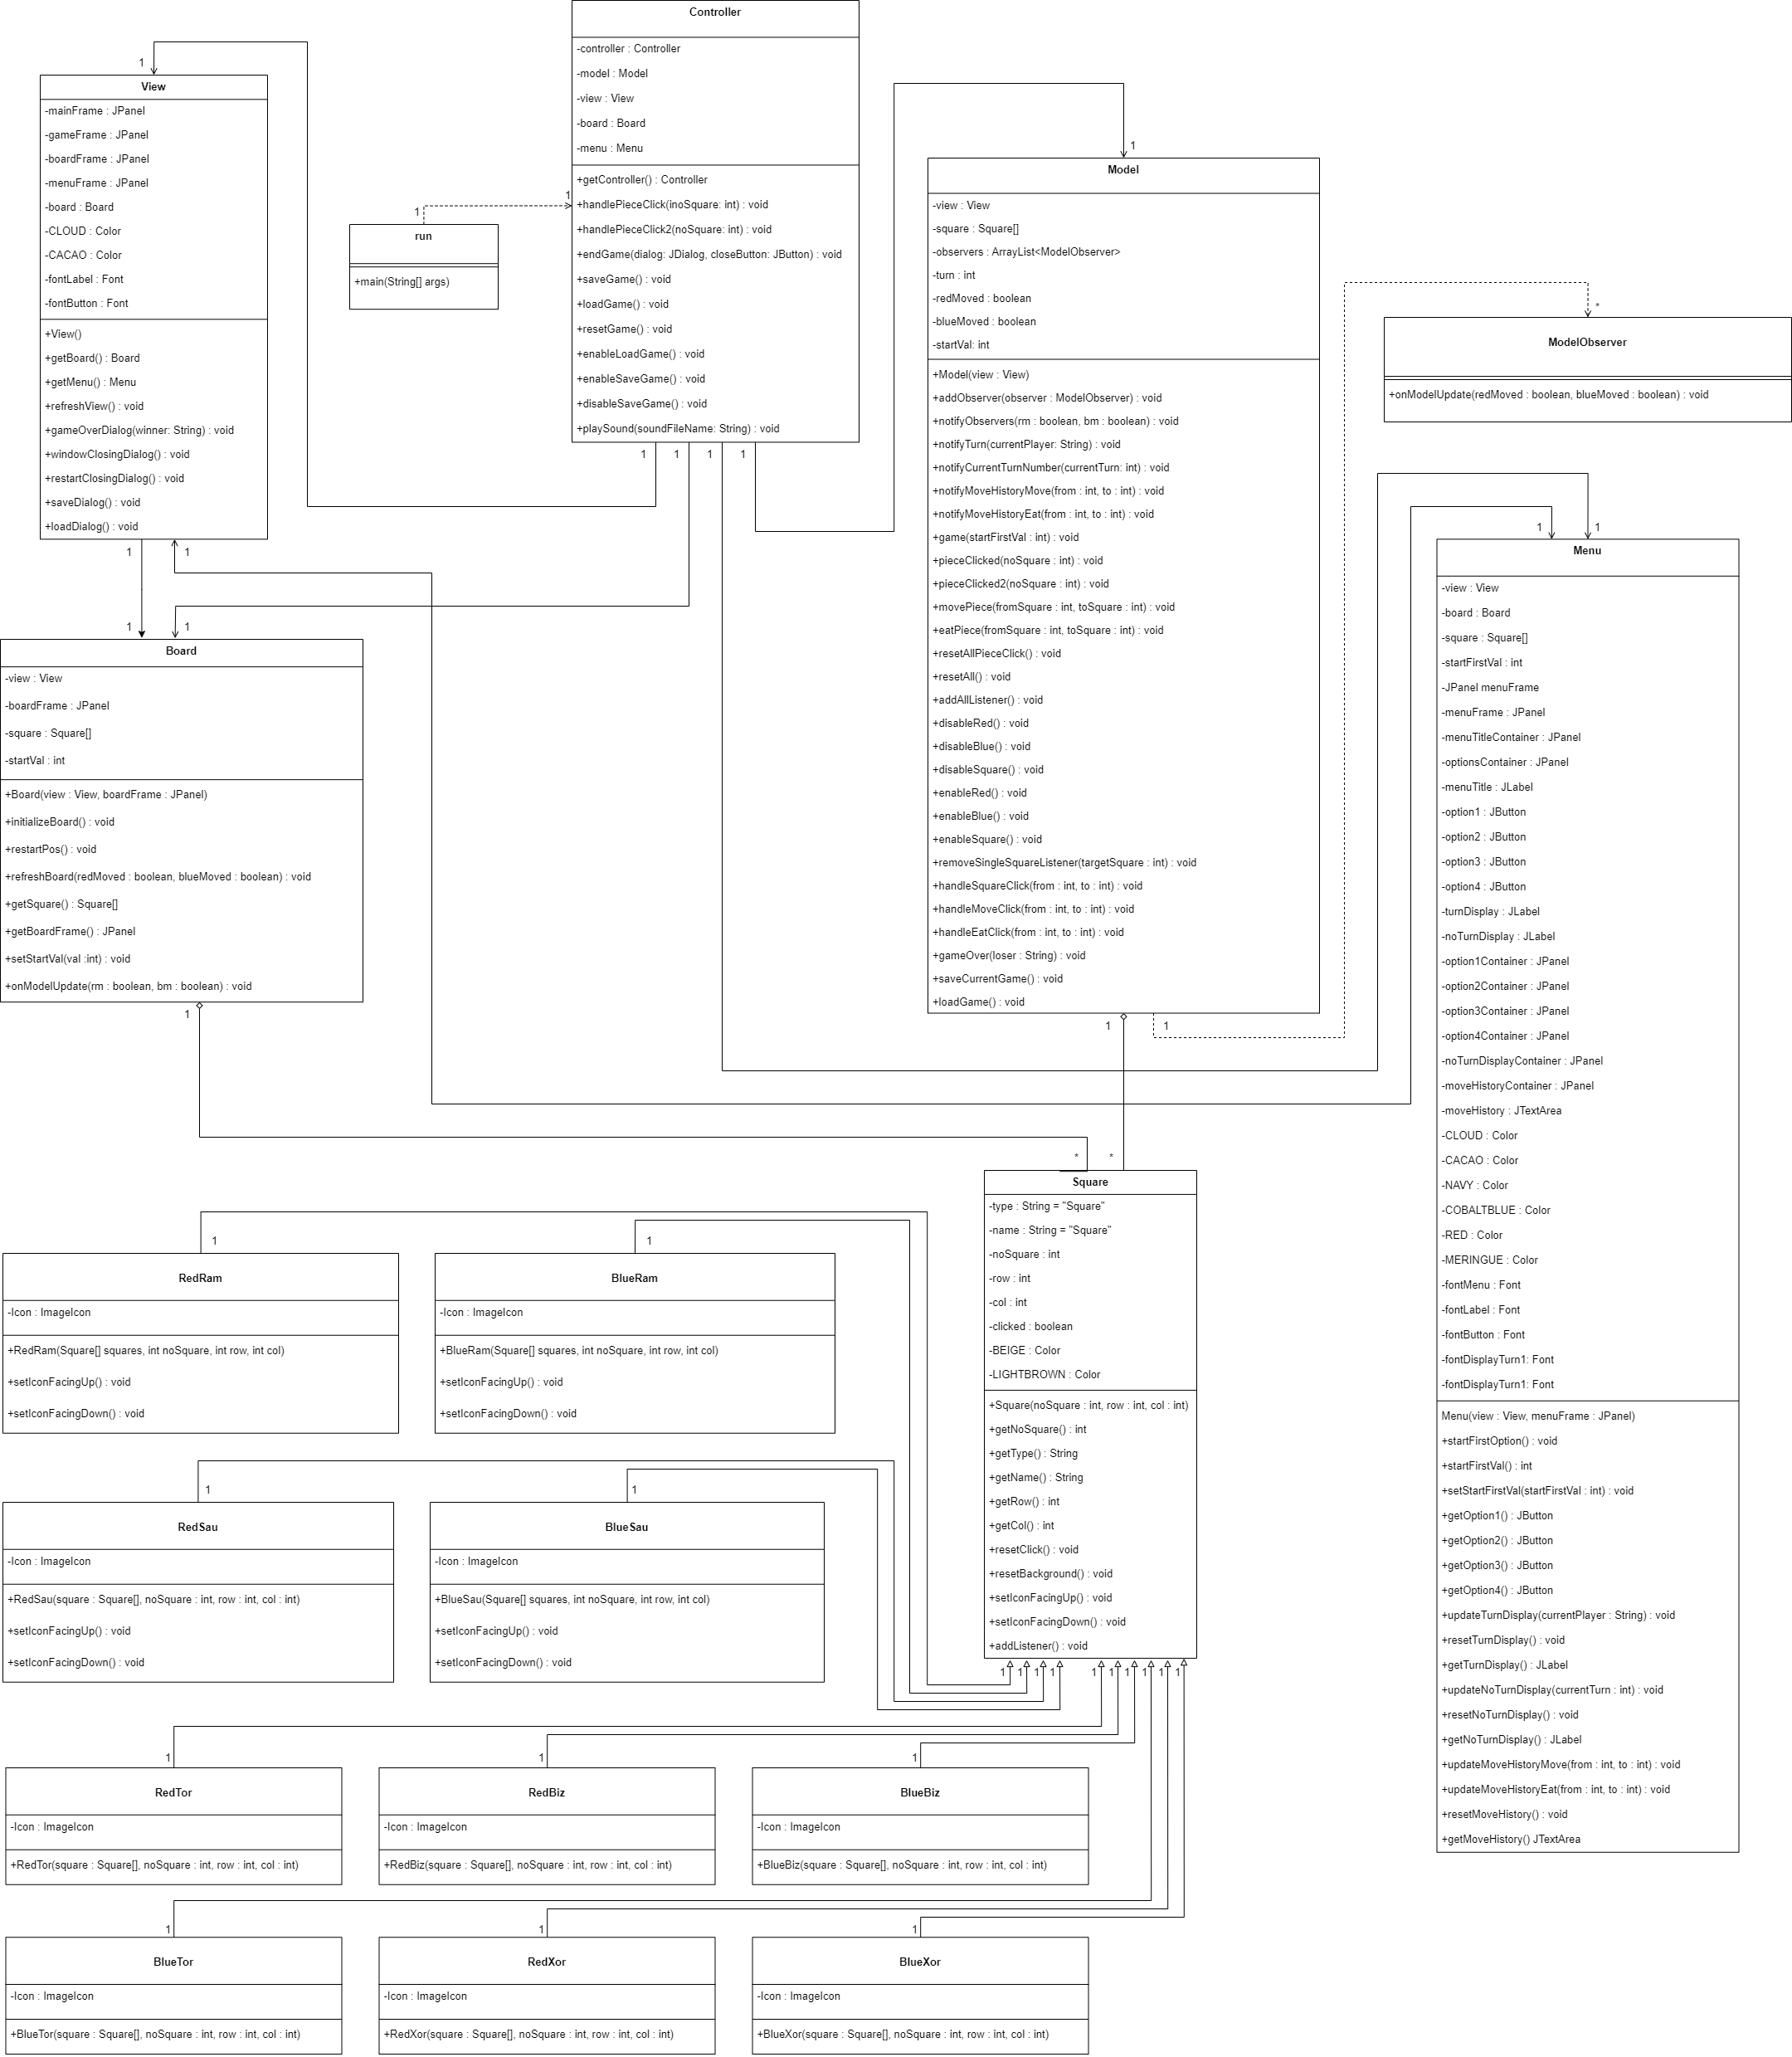 Controller
-controller : Controller
-model : Model
-view : View
-board : Board
-menu : Menu
+getController() : Controller
+handlePieceClick(inoSquare: int) : void
+handlePieceClick2(noSquare: int) : void
+endGame(dialog: JDialog, closeButton: JButton) : void
+saveGame() : void
+loadGame() : void
+resetGame() : void
+enableLoadGame() : void
+enableSaveGame() : void
+disableSaveGame() : void
+playSound(soundFileName: String) : void
1
1
1
1
1
1
View
-mainFrame : JPanel
-gameFrame : JPanel
-boardFrame : JPanel
-menuFrame : JPanel
-board : Board
-CLOUD : Color
-CACAO : Color
-fontLabel : Font
-fontButton : Font
+View()
+getBoard() : Board
+getMenu() : Menu
+refreshView() : void
+gameOverDialog(winner: String) : void
+windowClosingDialog() : void
+restartClosingDialog() : void
+saveDialog() : void
+loadDialog() : void
1
1
1
1
run
+main(String[] args)
1
1
Model
-view : View
-square : Square[]
-observers : ArrayList<ModelObserver>
-turn : int
-redMoved : boolean
-blueMoved : boolean
-startVal: int
+Model(view : View)
+addObserver(observer : ModelObserver) : void
+notifyObservers(rm : boolean, bm : boolean) : void
+notifyTurn(currentPlayer: String) : void
+notifyCurrentTurnNumber(currentTurn: int) : void
+notifyMoveHistoryMove(from : int, to : int) : void
+notifyMoveHistoryEat(from : int, to : int) : void
+game(startFirstVal : int) : void
+pieceClicked(noSquare : int) : void
+pieceClicked2(noSquare : int) : void
+movePiece(fromSquare : int, toSquare : int) : void
+eatPiece(fromSquare : int, toSquare : int) : void
+resetAllPieceClick() : void
+resetAll() : void
+addAllListener() : void
+disableRed() : void
+disableBlue() : void
+disableSquare() : void
+enableRed() : void
+enableBlue() : void
+enableSquare() : void
+removeSingleSquareListener(targetSquare : int) : void
+handleSquareClick(from : int, to : int) : void
+handleMoveClick(from : int, to : int) : void
+handleEatClick(from : int, to : int) : void
+gameOver(loser : String) : void
+saveCurrentGame() : void
+loadGame() : void
1
1
*
ModelObserver
+onModelUpdate(redMoved : boolean, blueMoved : boolean) : void
1
1
Menu
-view : View
-board : Board
-square : Square[]
-startFirstVal : int
-JPanel menuFrame
-menuFrame : JPanel
-menuTitleContainer : JPanel
-optionsContainer : JPanel
-menuTitle : JLabel
-option1 : JButton
-option2 : JButton
-option3 : JButton
-option4 : JButton
-turnDisplay : JLabel
-noTurnDisplay : JLabel
-option1Container : JPanel
-option2Container : JPanel
-option3Container : JPanel
-option4Container : JPanel
-noTurnDisplayContainer : JPanel
-moveHistoryContainer : JPanel
-moveHistory : JTextArea
-CLOUD : Color
-CACAO : Color
-NAVY : Color
-COBALTBLUE : Color
-RED : Color
-MERINGUE : Color
-fontMenu : Font
-fontLabel : Font
-fontButton : Font
-fontDisplayTurn1: Font
-fontDisplayTurn1: Font
Menu(view : View, menuFrame : JPanel)
+startFirstOption() : void
+startFirstVal() : int
+setStartFirstVal(startFirstVal : int) : void
+getOption1() : JButton
+getOption2() : JButton
+getOption3() : JButton
+getOption4() : JButton
+updateTurnDisplay(currentPlayer : String) : void
+resetTurnDisplay() : void
+getTurnDisplay() : JLabel
+updateNoTurnDisplay(currentTurn : int) : void
+resetNoTurnDisplay() : void
+getNoTurnDisplay() : JLabel
+updateMoveHistoryMove(from : int, to : int) : void
+updateMoveHistoryEat(from : int, to : int) : void
+resetMoveHistory() : void
+getMoveHistory() JTextArea
Board
-view : View
-boardFrame : JPanel
-square : Square[]
-startVal : int
+Board(view : View, boardFrame : JPanel)
+initializeBoard() : void
+restartPos() : void
+refreshBoard(redMoved : boolean, blueMoved : boolean) : void
+getSquare() : Square[]
+getBoardFrame() : JPanel
+setStartVal(val :int) : void
+onModelUpdate(rm : boolean, bm : boolean) : void
1
*
*
Square
-type : String = "Square"
-name : String = "Square"
-noSquare : int
-row : int
-col : int
-clicked : boolean
-BEIGE : Color
-LIGHTBROWN : Color
+Square(noSquare : int, row : int, col : int)
+getNoSquare() : int
+getType() : String
+getName() : String
+getRow() : int
+getCol() : int
+resetClick() : void
+resetBackground() : void
+setIconFacingUp() : void
+setIconFacingDown() : void
+addListener() : void
1 1 1 1 1 1 1 1 1 1
1
RedRam
-Icon : ImageIcon
+RedRam(Square[] squares, int noSquare, int row, int col)
+setIconFacingUp() : void
+setIconFacingDown() : void
1
BlueRam
-Icon : ImageIcon
+BlueRam(Square[] squares, int noSquare, int row, int col)
+setIconFacingUp() : void
+setIconFacingDown() : void
1
RedSau
-Icon : ImageIcon
+RedSau(square : Square[], noSquare : int, row : int, col : int)
+setIconFacingUp() : void
+setIconFacingDown() : void
1
BlueSau
-Icon : ImageIcon
+BlueSau(Square[] squares, int noSquare, int row, int col)
+setIconFacingUp() : void
+setIconFacingDown() : void
1
RedTor
-Icon : ImageIcon
+RedTor(square : Square[], noSquare : int, row : int, col : int)
1
RedBiz
-Icon : ImageIcon
+RedBiz(square : Square[], noSquare : int, row : int, col : int)
1
BlueBiz
-Icon : ImageIcon
+BlueBiz(square : Square[], noSquare : int, row : int, col : int)
1
BlueTor
-Icon : ImageIcon
+BlueTor(square : Square[], noSquare : int, row : int, col : int)
1
RedXor
-Icon : ImageIcon
+RedXor(square : Square[], noSquare : int, row : int, col : int)
1
BlueXor
-Icon : ImageIcon
+BlueXor(square : Square[], noSquare : int, row : int, col : int)